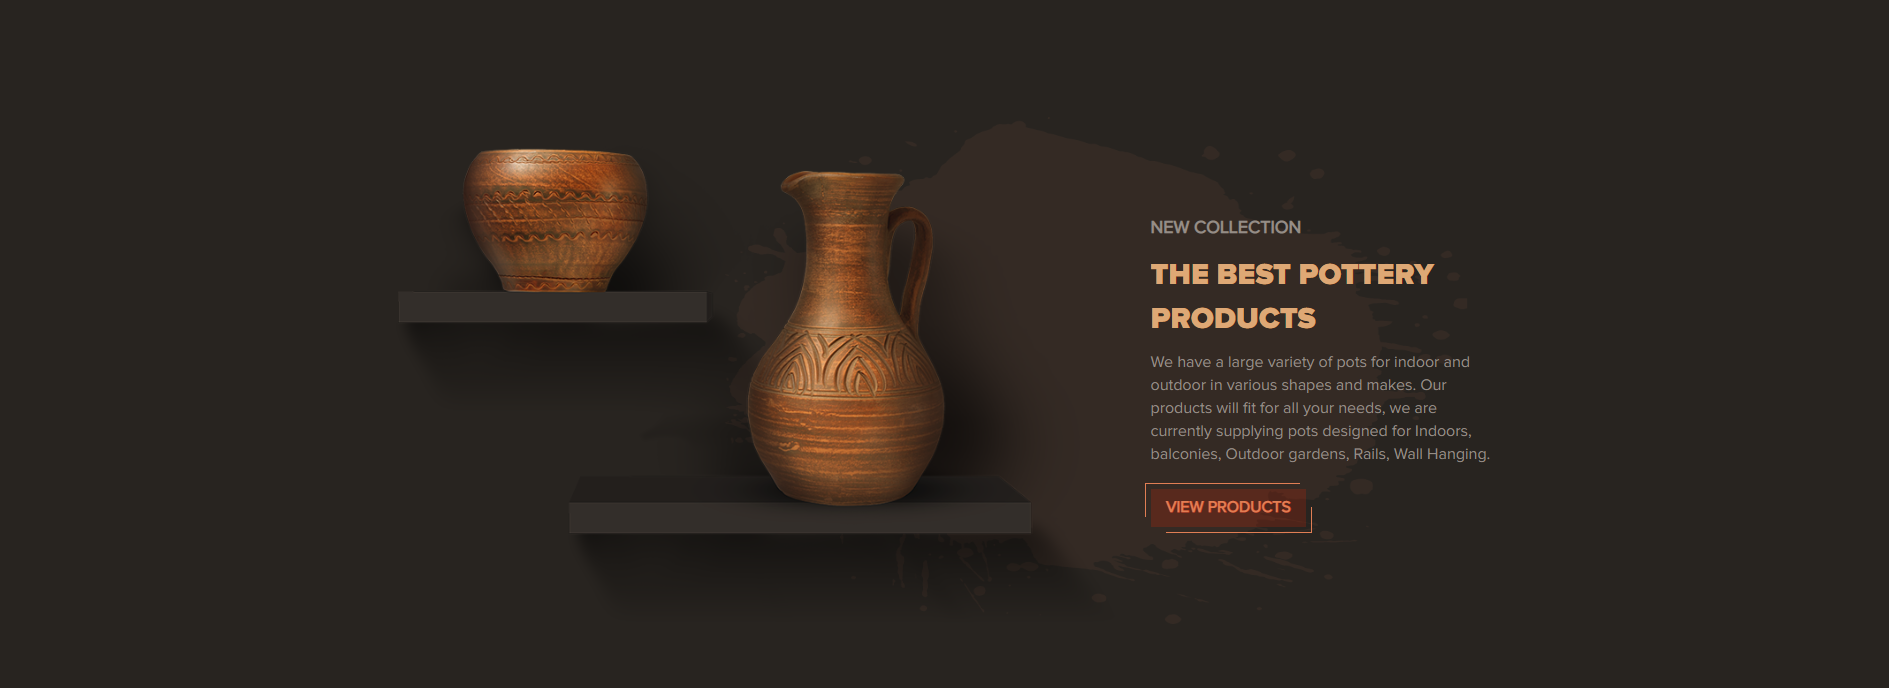 NEW COLLECTION
THE BEST POTTERY
PRODUCTS
We have a large variety of pots for indoor and
outdoor in various shapes and makes. Our
products will fit for all your needs, we are
currently supplying pots designed for Indoors,
balconies, Outdoor gardens, Rails, Wall Hanging.
VIEW PRODUCTS